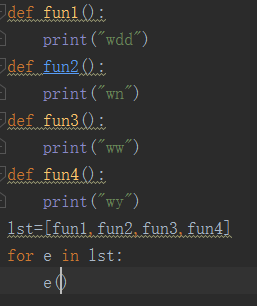 def fun1():
    print("wdd")
def fun2():
    print("wn")
def fun3():
    print("ww")
def fun4():
    print("wy")
lst=[fun1,fun2,fun3,fun4]
for e in lst:
    e()